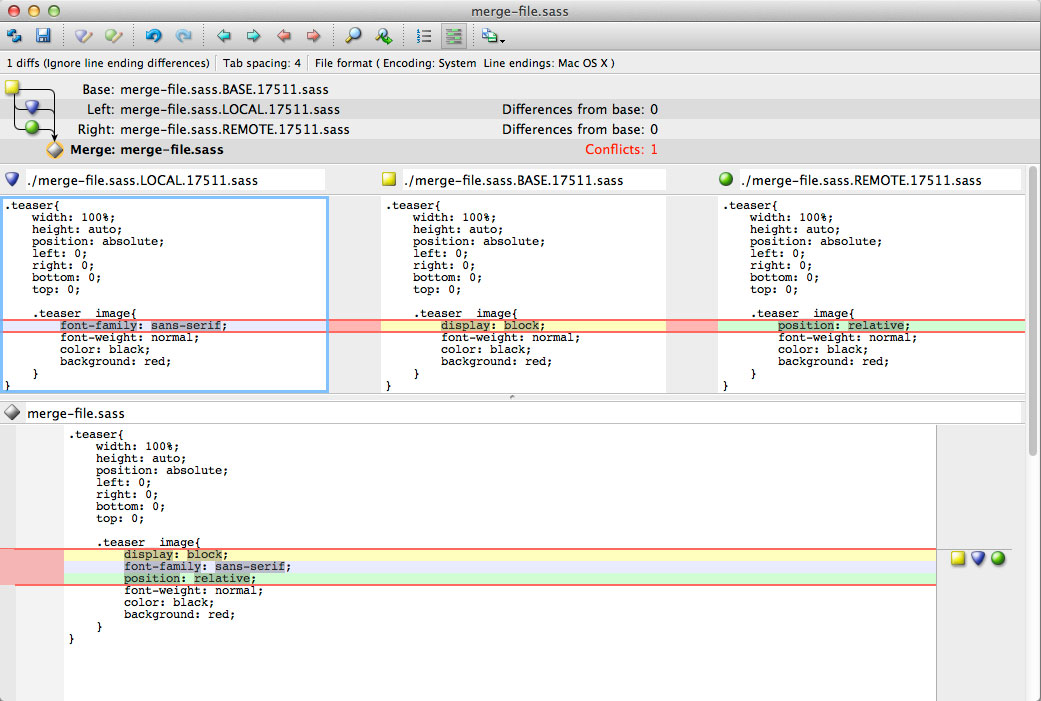 merge-file.sass
1 diffs (Ignore line ending differences) Tab spacing: 4 File format ( Encoding: System Line endings: Mac OS X )
Base: merge-file.sass.BASE.17511.sass
Left: merge-file.sass.LOCAL.17511.sass Differences from base: 0
Right: merge-file.sass.REMOTE.17511.sass Differences from base: 0
Merge: merge-file.sass Conflicts: 1
./merge-file.sass.LOCAL.17511.sass
.teaser{
width: 100%;
height: auto;
position: absolute;
left: 0;
right: 0;
bottom: 0;
top: 0;
.teaser__image{
font-family: sans-serif;
font-weight: normal;
color: black;
background: red;
}
}
./merge-file.sass.BASE.17511.sass
.teaser{
width: 100%;
height: auto;
position: absolute;
left: 0;
right: 0;
bottom: 0;
top: 0;
.teaser__image{
display: block;
font-weight: normal;
color: black;
background: red;
}
}
./merge-file.sass.REMOTE.17511.sass
.teaser{
width: 100%;
height: auto;
position: absolute;
left: 0;
right: 0;
bottom: 0;
top: 0;
.teaser__image{
position: relative;
font-weight: normal;
color: black;
background: red;
}
}
merge-file.sass
.teaser{
width: 100%;
height: auto;
position: absolute;
left: 0;
right: 0;
bottom: 0;
top: 0;
.teaser__image{
display: block;
font-family: sans-serif;
position: relative;
font-weight: normal;
color: black;
background: red;
}
}